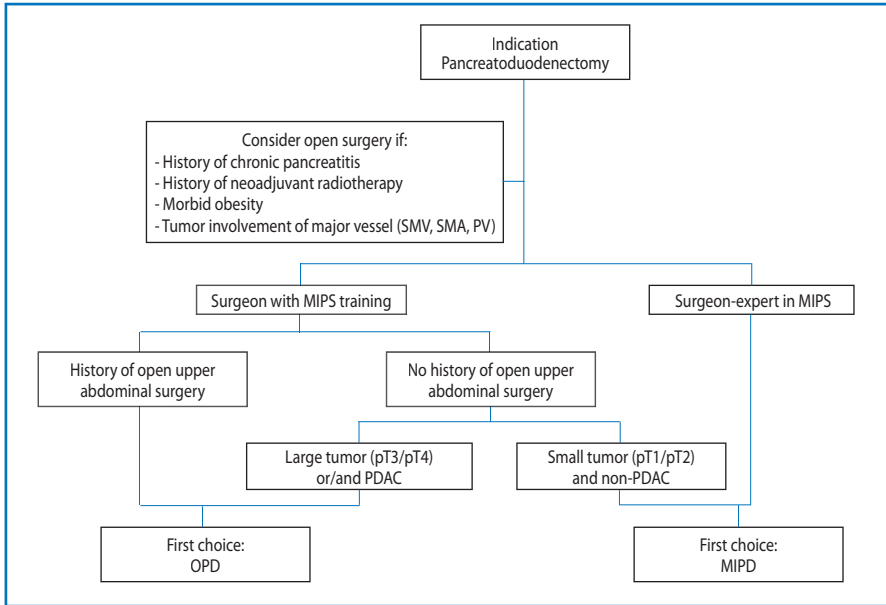 Indication
Pancreatoduodenectomy
Consider open surgery if:
- History of chronic pancreatitis
- History of neoadjuvant radiotherapy
- Morbid obesity
- Tumor involvement of major vessel (SMV, SMA, PV)
Surgeon with MIPS training
Surgeon-expert in MIPS
History of open upper
abdominal surgery
No history of open upper
abdominal surgery
Large tumor (pT3/pT4)
or/and PDAC
Small tumor (pT1/pT2)
and non-PDAC
First choice:
OPD
First choice:
MIPD